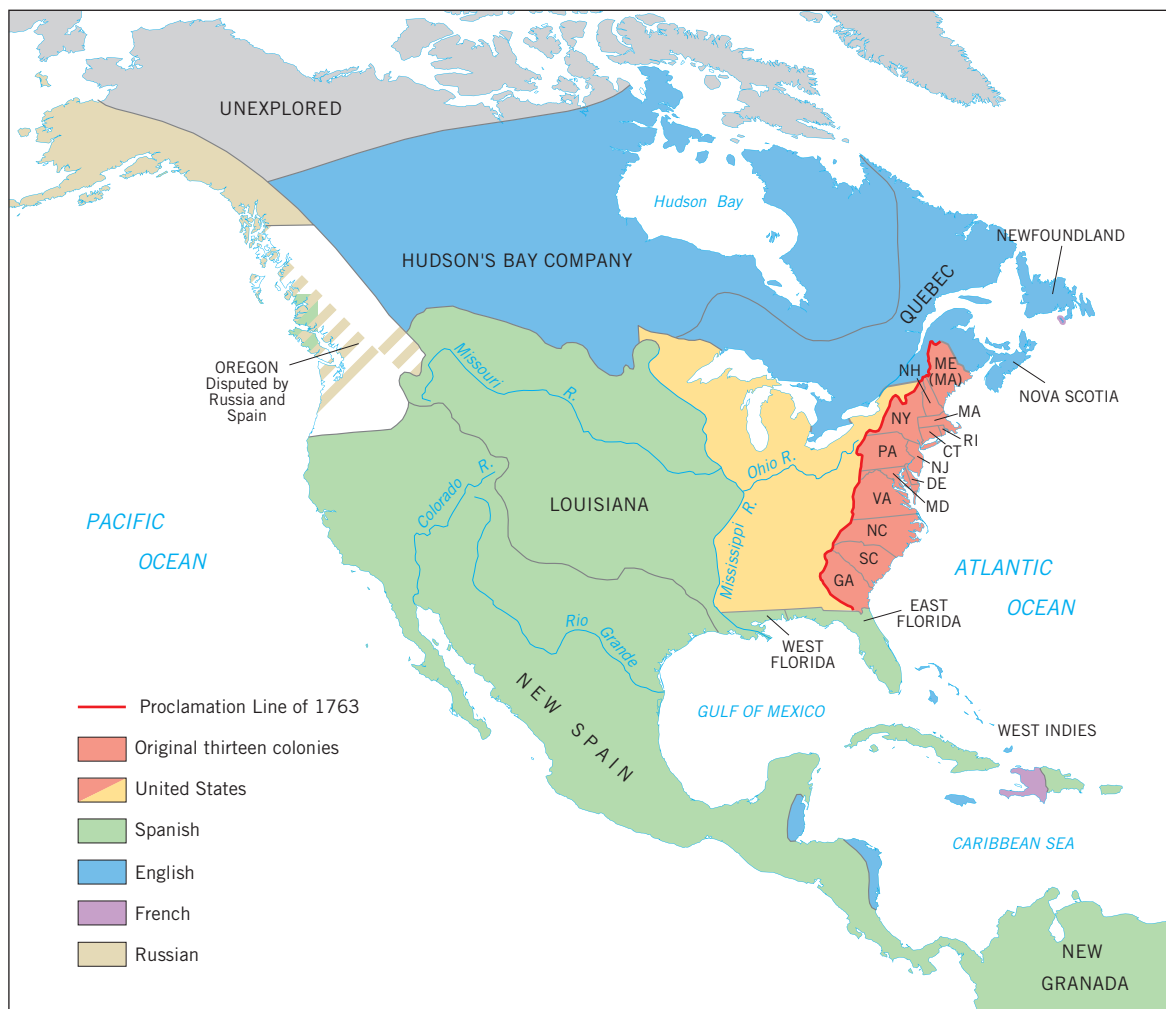 UNEXPLORED
Hudson Bay
NEWFOUNDLAND
HUDSON'S BAY COMPANY
QUEBEC
OREGON
Disputed by
Russia and
Spain
Missouri
R.
NH
ME
(MA)
NOVA SCOTIA
NY
MA
RI
CT
PA
NJ
DE
MD
VA
NC
SC
GA
Ohio R.
Colorado
R.
LOUISIANA
Mississippi
R.
PACIFIC
OCEAN
ATLANTIC
OCEAN
EAST
FLORIDA
WEST
FLORIDA
Rio
Grande
NEW SPAIN
GULF OF MEXICO
WEST INDIES
CARIBBEAN SEA
NEW
GRANADA
Proclamation Line of 1763
Original thirteen colonies
United States
Spanish
English
French
Russian